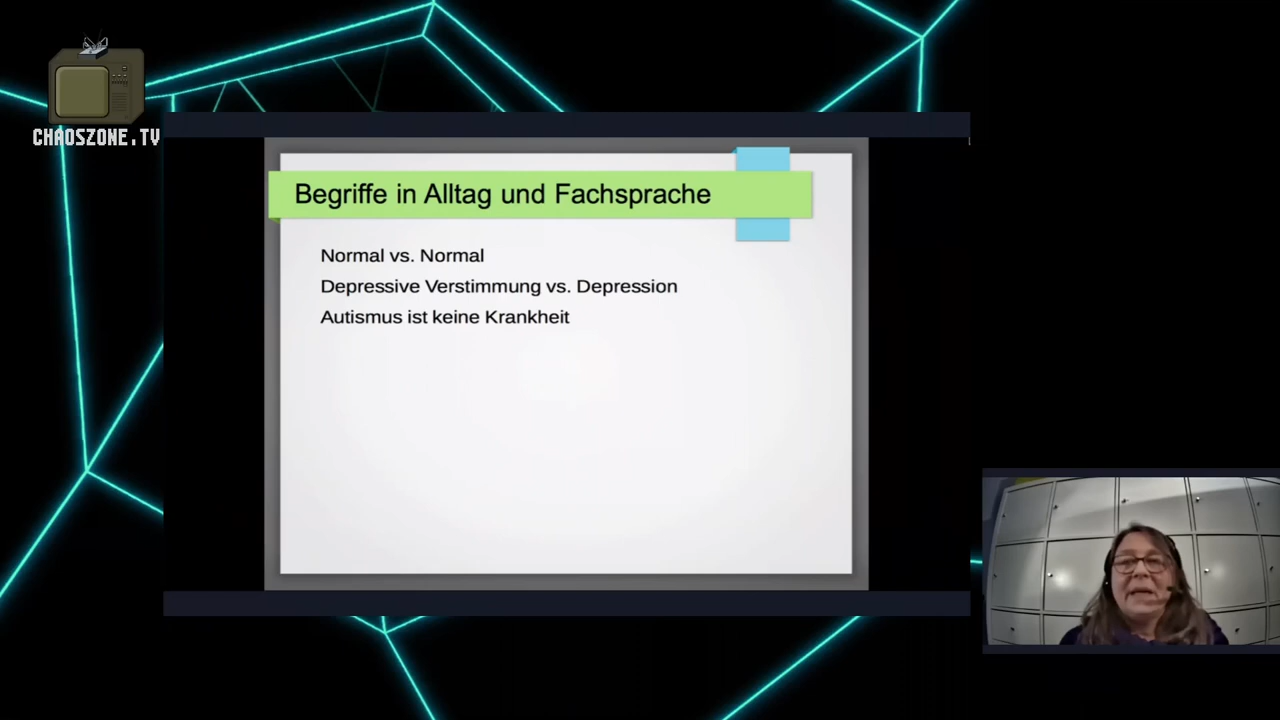 CHAOSZONE.TV
Begriffe in Alltag und Fachsprache
Normal vs. Normal
Depressive Verstimmung vs. Depression
Autismus ist keine Krankheit